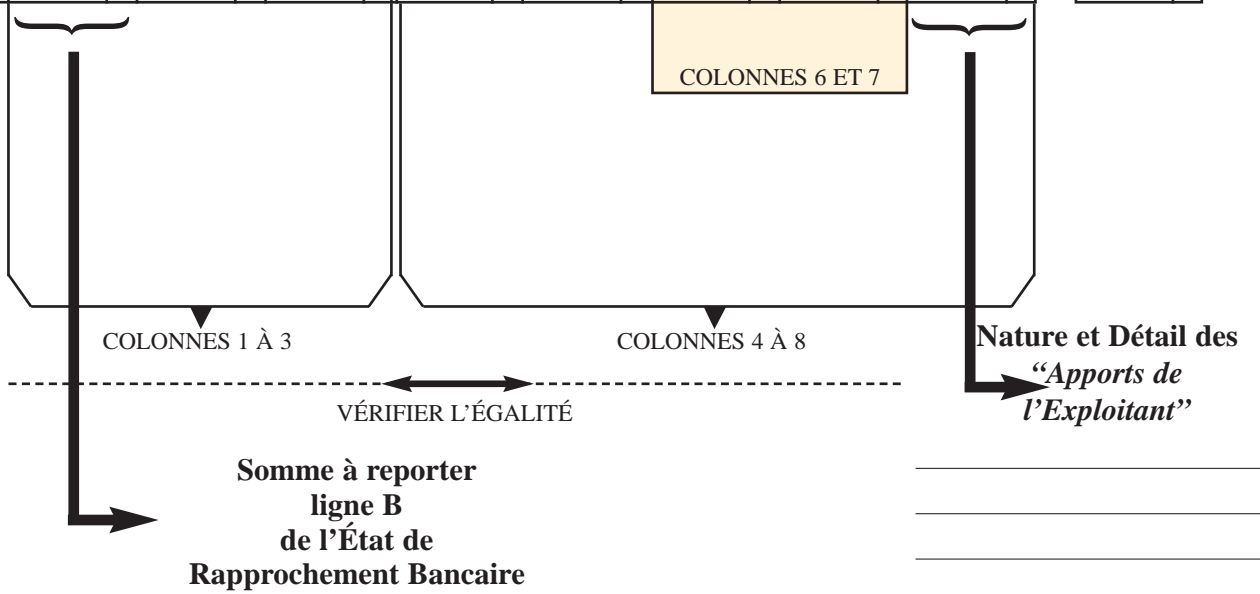 COLONNES 6 ET 7
COLONNES 1 À 3
COLONNES 4 À 8
Nature et Détail des
“Apports de
l’Exploitant”
VÉRIFIER L’ÉGALITÉ
Somme à reporter
ligne B
de l’État de
Rapprochement Bancaire